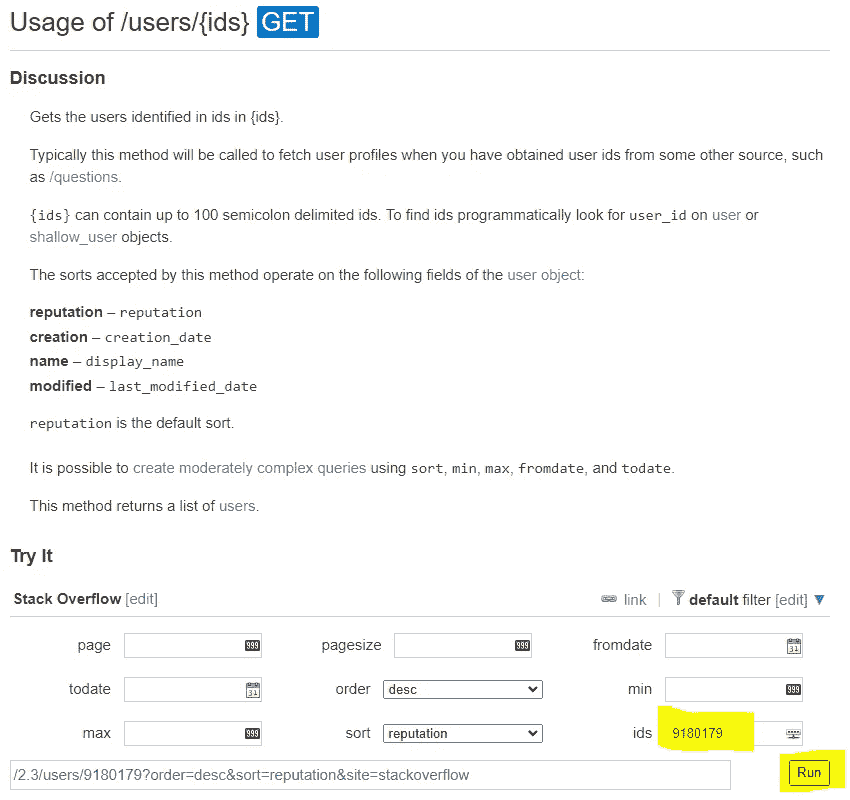 Usage of /users/{ids} GET
Discussion
Gets the users identified in ids in {ids}.
Typically this method will be called to fetch user profiles when you have obtained user ids from some other source, such
as /questions.
{ids} can contain up to 100 semicolon delimited ids. To find ids programmatically look for user_id on user or
shallow_user objects.
The sorts accepted by this method operate on the following fields of the user object:
reputation – reputation
creation – creation_date
name – display_name
modified – last_modified_date
reputation is the default sort.
It is possible to create moderately complex queries using sort, min, max, fromdate, and todate.
This method returns a list of users.
Try It
Stack Overflow [edit] link | default filter [edit]
page 999 pagesize 999 fromdate 31
todate 31 order desc min 999
max 999 sort reputation ids 9180179
/2.3/users/9180179?order=desc&sort=reputation&site=stackoverflow Run